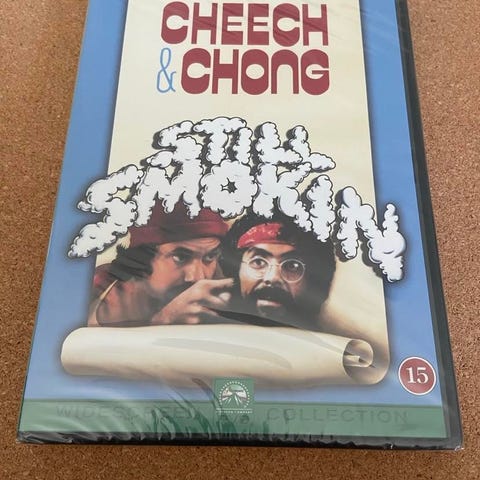 CHEECH
& CHONG
STILL
SMOKIN
15
WIDESCREEN COLLECTION